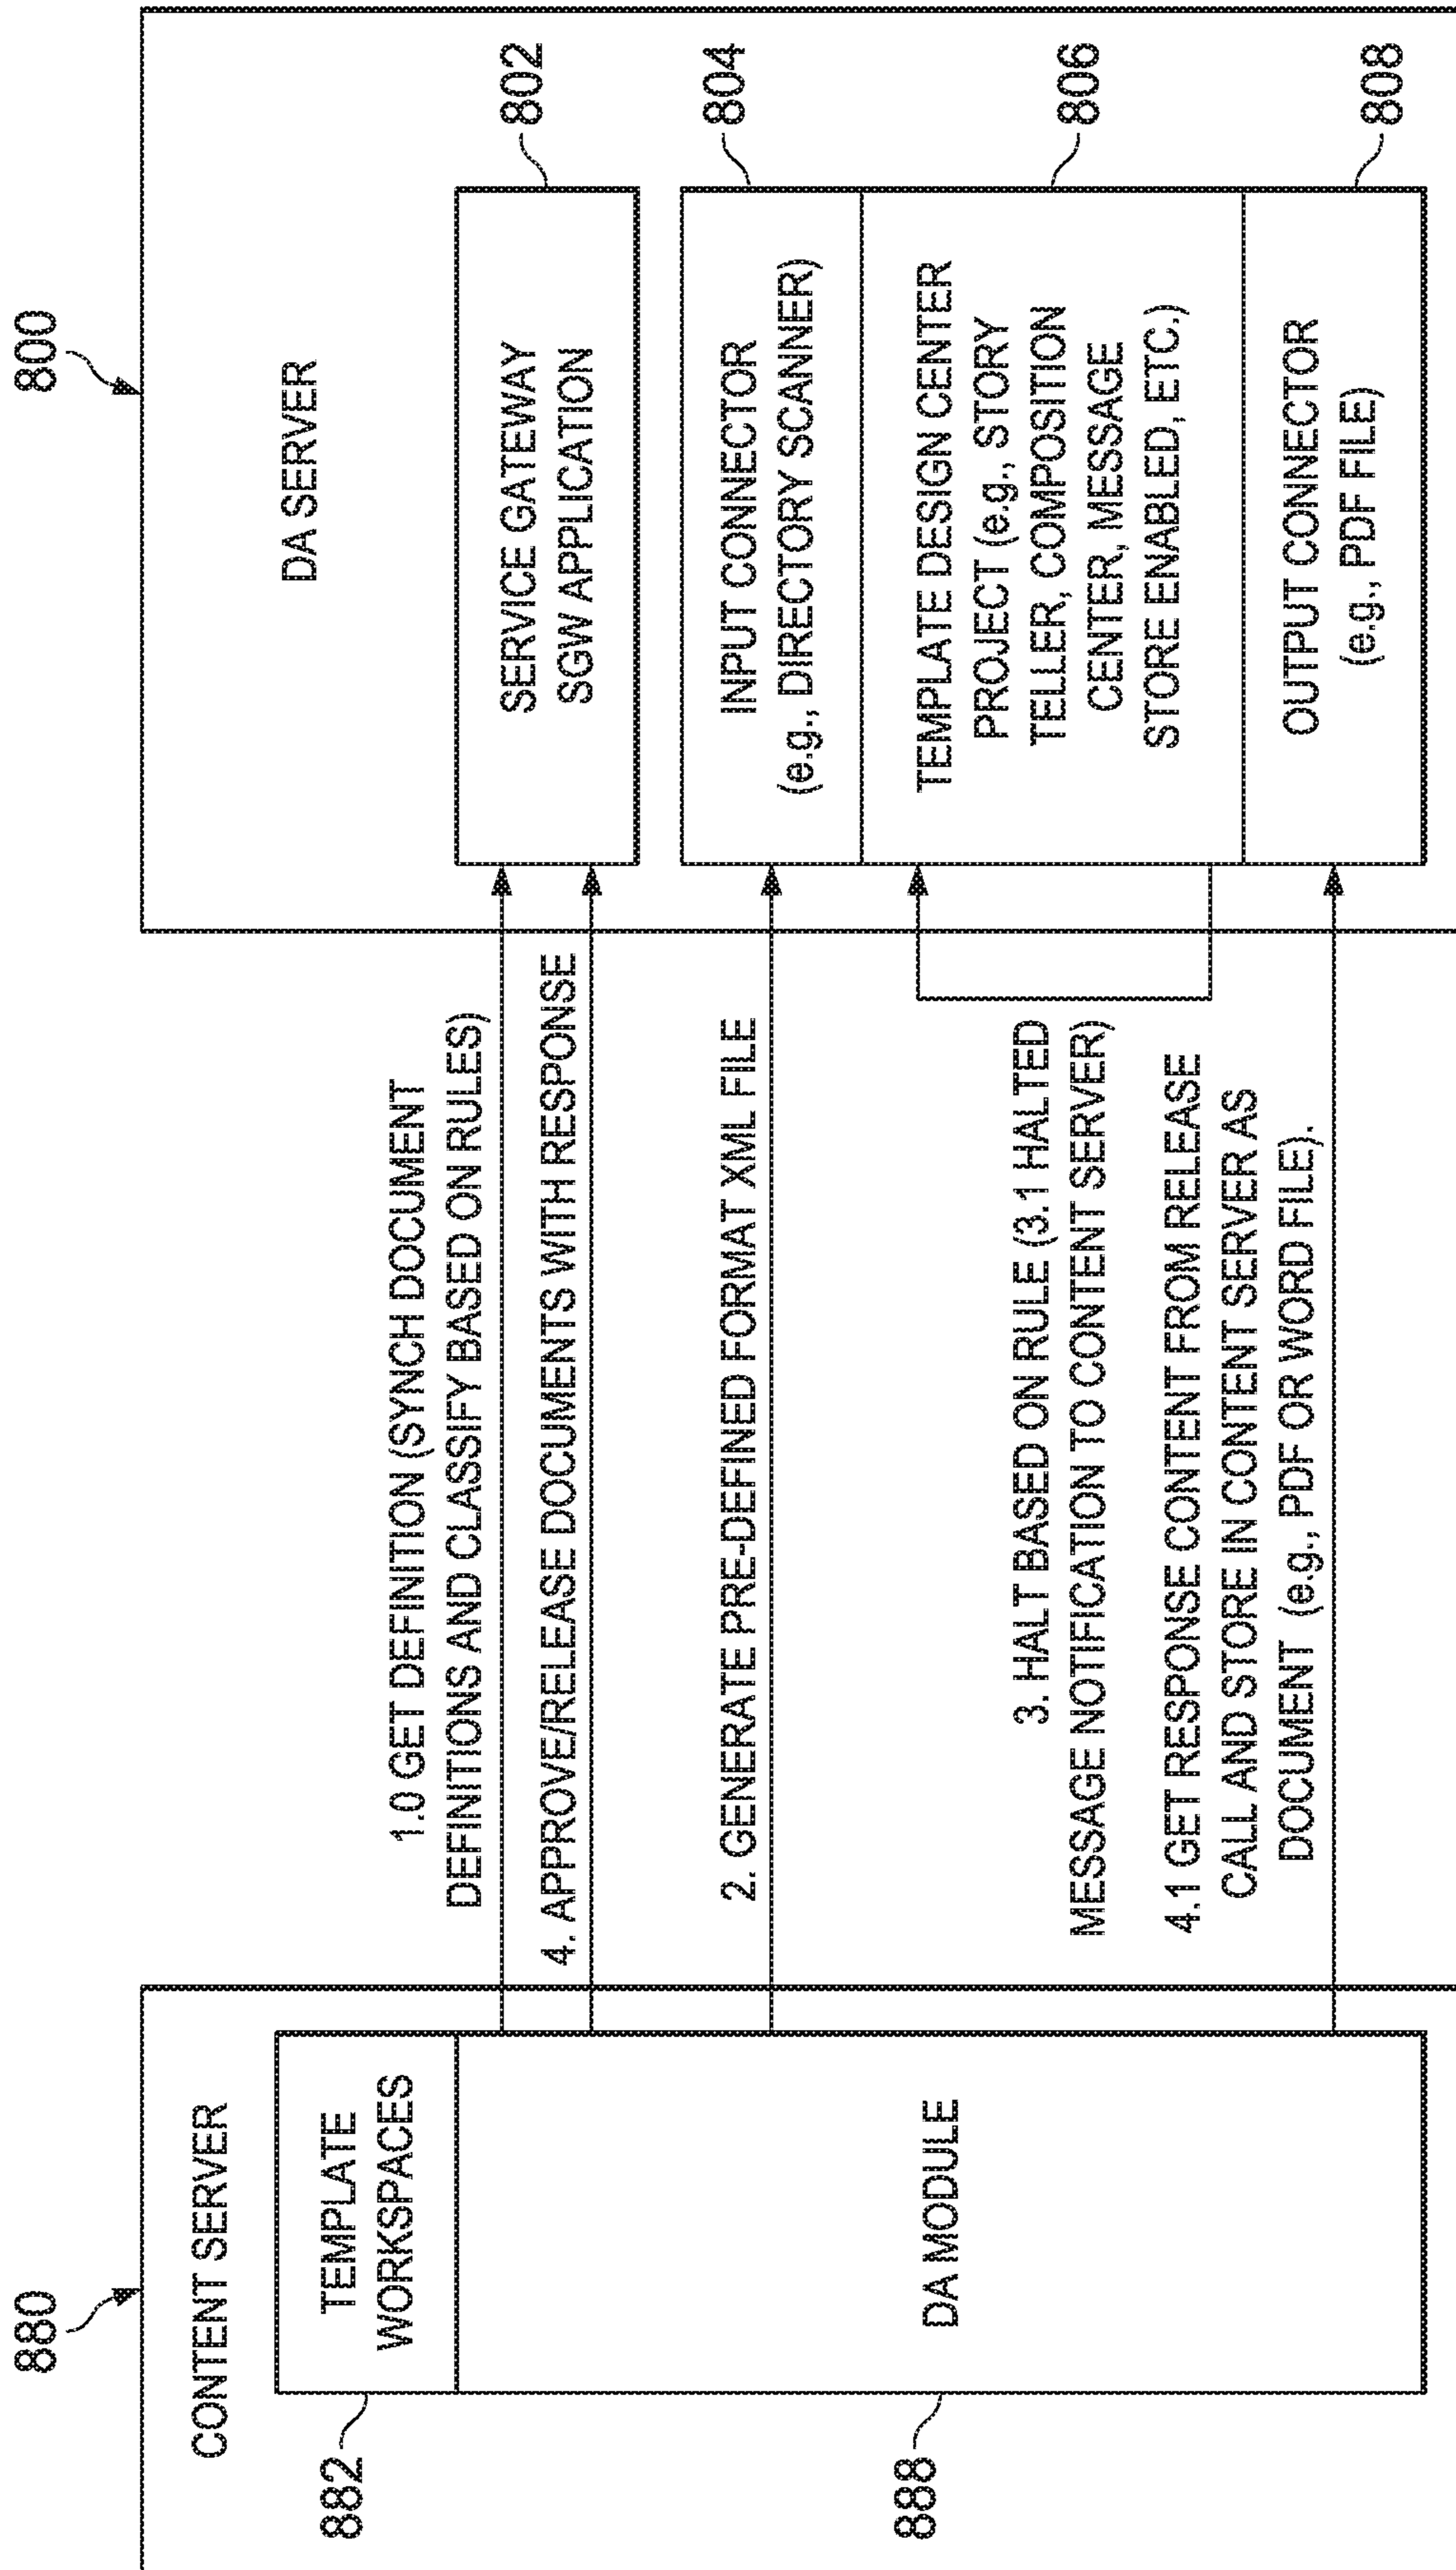 880
CONTENT SERVER
882
TEMPLATE
WORKSPACES
888
DA MODULE
1.0 GET DEFINITION (SYNCH DOCUMENT
DEFINITIONS AND CLASSIFY BASED ON RULES)
4. APPROVE/RELEASE DOCUMENTS WITH RESPONSE
2. GENERATE PRE-DEFINED FORMAT XML FILE
3. HALT BASED ON RULE (3.1 HALTED
MESSAGE NOTIFICATION TO CONTENT SERVER)
4.1 GET RESPONSE CONTENT FROM RELEASE
CALL AND STORE IN CONTENT SERVER AS
DOCUMENT (e.g., PDF OR WORD FILE).
800
DA SERVER
SERVICE GATEWAY
SGW APPLICATION
802
INPUT CONNECTOR
(e.g., DIRECTORY SCANNER)
804
TEMPLATE DESIGN CENTER
PROJECT (e.g., STORY
TELLER, COMPOSITION
CENTER, MESSAGE
STORE ENABLED, ETC.)
806
OUTPUT CONNECTOR
(e.g., PDF FILE)
808